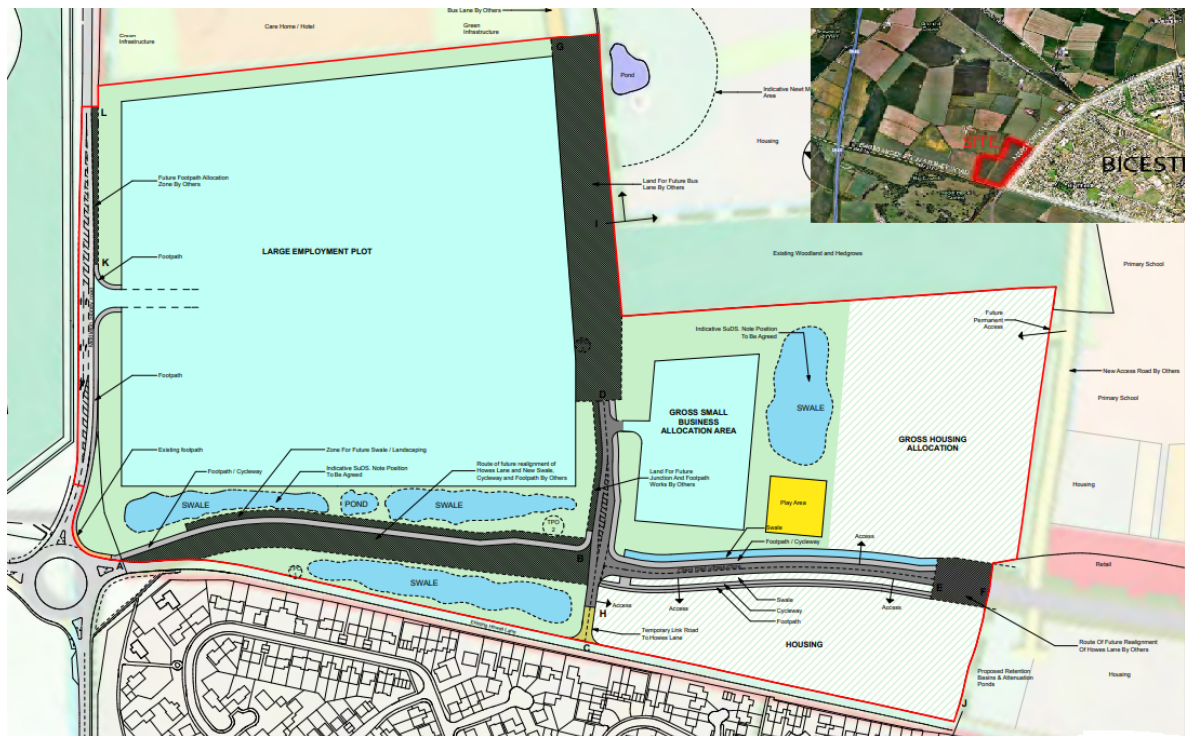 Bus Lane By Others
Green
Infrastructure
Care Home / Hotel
Green
Infrastructure
G
Pond
L
Housing
SITE
BICEST
Future Footpath Allocation
Zone By Others
Land For Future Bus
Lane By Others
I
LARGE EMPLOYMENT PLOT
K
Footpath
Existing Woodland and Hedgrows
Primary School
Future
Permanent
Access
Indicative SuDS. Note Position
To Be Agreed
New Access Road By Others
Footpath
D
Primary School
SWALE
GROSS SMALL
BUSINESS
ALLOCATION AREA
GROSS HOUSING
ALLOCATION
Existing footpath
Footpath / Cycleway
Zone For Future Swale / Landscaping
Indicative SuDS. Note Position
To Be Agreed
Route of future realignment of
Howes Lane and New Swale,
Cycleway and Footpath By Others
Land For Future
Junction And Footpath
Works By Others
Housing
SWALE
POND
SWALE
Play Area
TPO
2
Swale
Footpath / Cycleway
Access
A
B
Retail
SWALE
E
F
Swale
Access
H
Access
Cycleway
Access
Footpath
Existing Howes Lane
Temporary Link Road
To Howes Lane
C
HOUSING
Route Of Future Realignment
Of Howes Lane By Others
Proposed Retention
Basins & Attenuation
Ponds
Housing
J